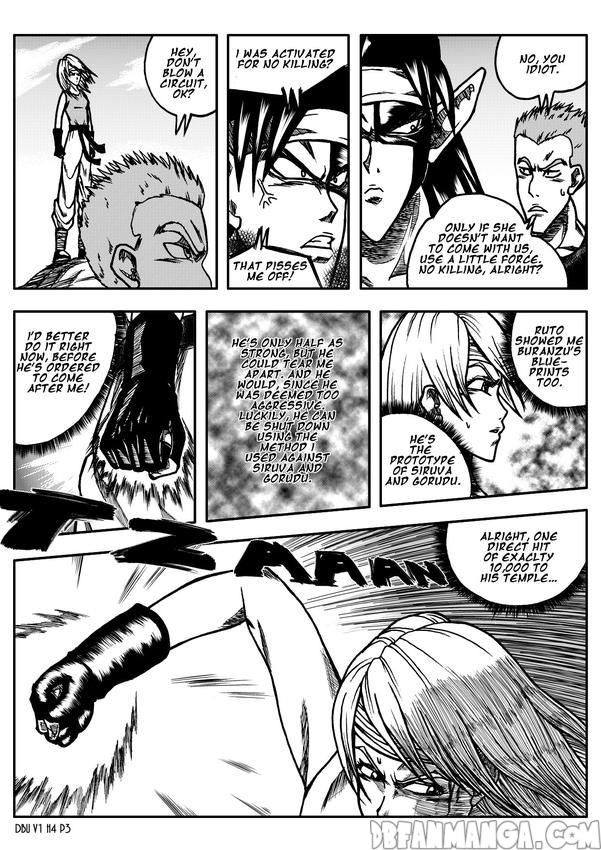 NO, YOU
IDIOT.
ONLY IF SHE
DOESN'T WANT
TO COME WITH US,
USE A LITTLE FORCE.
NO KILLING, ALRIGHT?
I WAS ACTIVATED
FOR NO KILLING?
THAT PISSES
ME OFF!
HEY,
DON'T
BLOW A
CIRCUIT,
OK?
RUTO
SHOWED ME
BURANZU'S
BLUE-
PRINTS
TOO.
HE'S
THE
PROTOTYPE
OF SIRUVA
AND GORUDU.
HE'S ONLY HALF AS
STRONG, BUT HE
COULD TEAR ME
APART. AND HE
WOULD, SINCE HE
WAS DEEMED TOO
AGGRESSIVE.
LUCKILY, HE CAN
BE SHUT DOWN
USING THE
METHOD I
USED AGAINST
SIRUVA AND
GORUDU.
I'D BETTER
DO IT RIGHT
NOW, BEFORE
HE'S ORDERED
TO COME
AFTER ME!
ALRIGHT, ONE
DIRECT HIT
OF EXACLTY
10,000 TO
HIS TEMPLE...
TZAAAAN
DBU V1 #4 P3
DBFANMANGA.COM